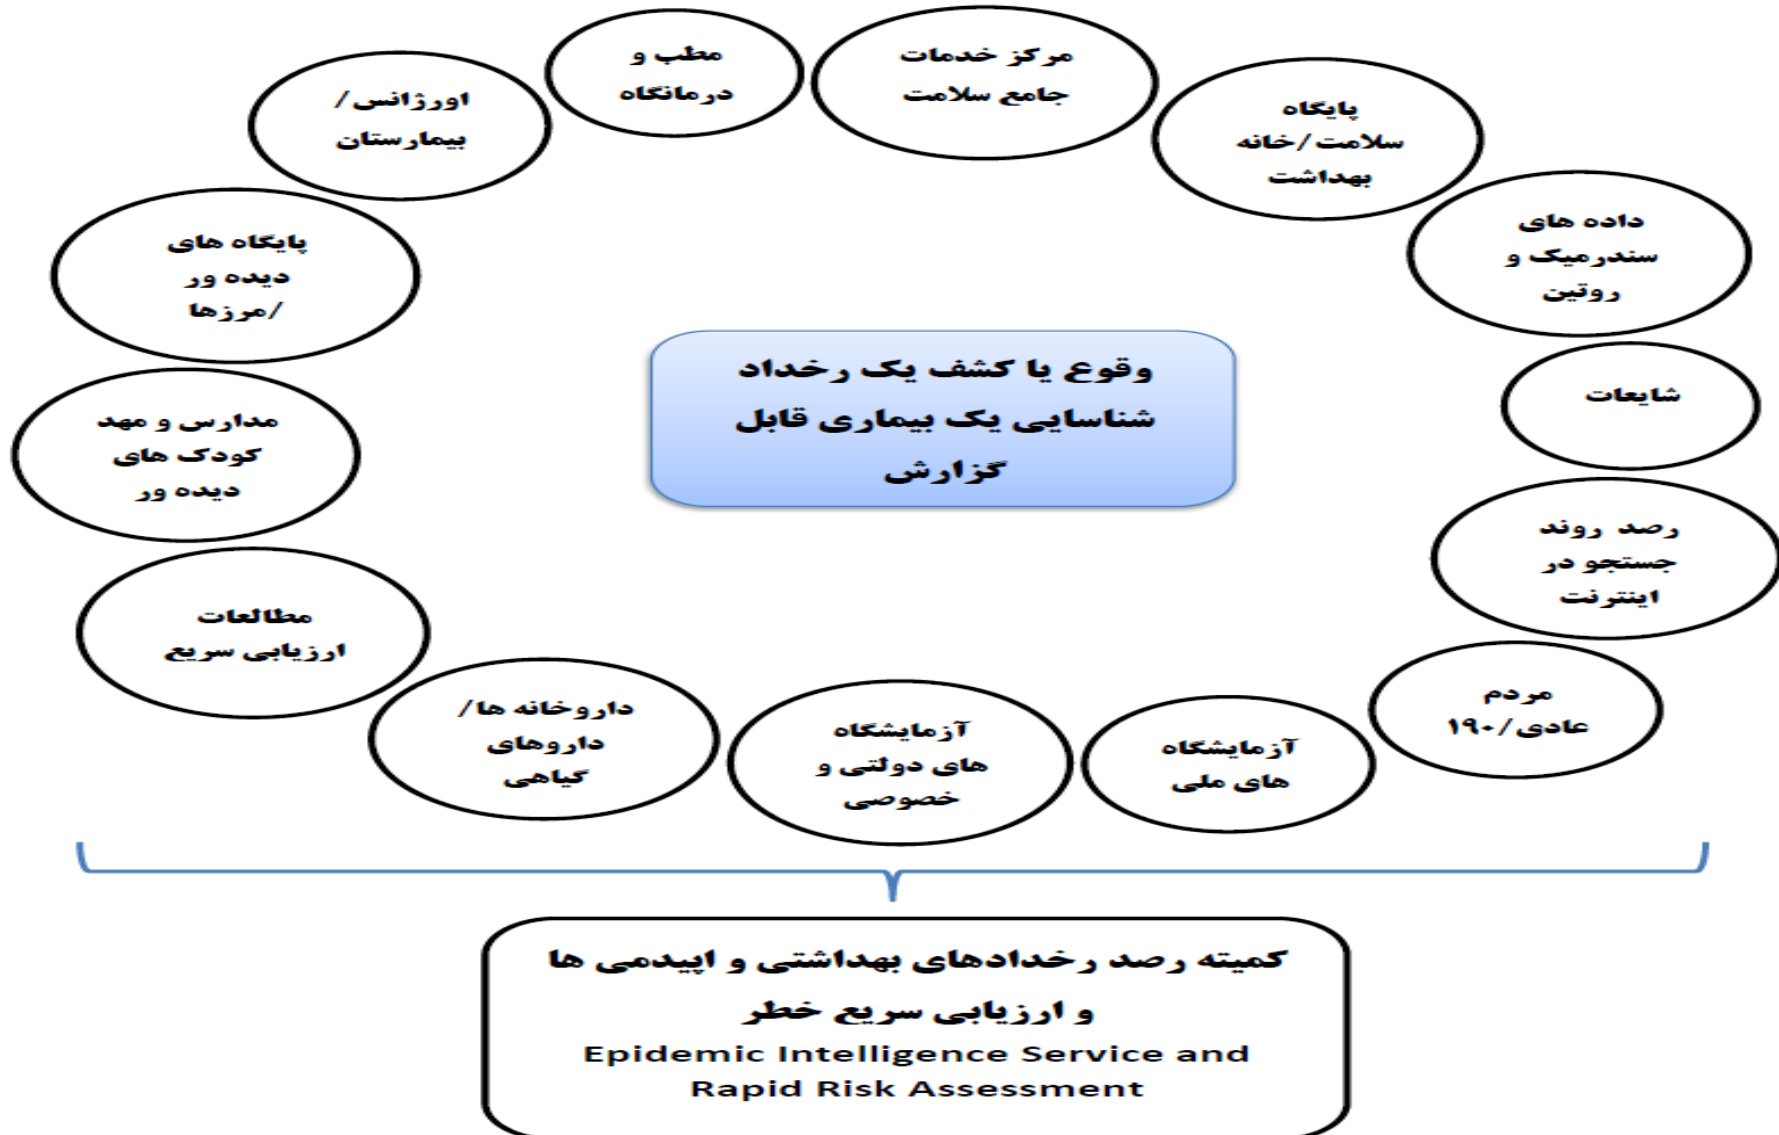 مطب و
درمانگاه
مرکز خدمات
جامع سلامت
پایگاه
سلامت/خانه
بهداشت
داده های
سندرمیک و
روتین
شایعات
رصد روند
جستجو در
اینترنت
مردم
عادی/۱۹۰
آزمایشگاه
های ملی
آزمایشگاه
های دولتی و
خصوصی
داروخانه ها/
داروهای
گیاهی
مطالعات
ارزیابی سریع
مدارس و مهد
کودک های
دیده ور
پایگاه های
دیده ور
/مرزها
اورژانس/
بیمارستان
وقوع یا کشف یک رخداد
شناسایی یک بیماری قابل
گزارش
کمیته رصد رخدادهای بهداشتی و اپیدمی ها
و ارزیابی سریع خطر
Epidemic Intelligence Service and
Rapid Risk Assessment